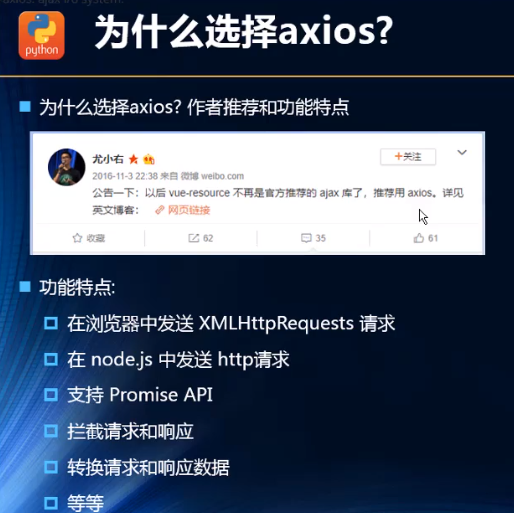 python
为什么选择axios?
为什么选择axios? 作者推荐和功能特点
尤小右
+关注
2016-11-3 22:38 来自 微博 weibo.com
公告一下：以后 vue-resource 不再是官方推荐的 ajax 库了，推荐用 axios。详见
英文博客： 网页链接
收藏 62 35 61
功能特点:
在浏览器中发送 XMLHttpRequests 请求
在 node.js 中发送 http请求
支持 Promise API
拦截请求和响应
转换请求和响应数据
等等